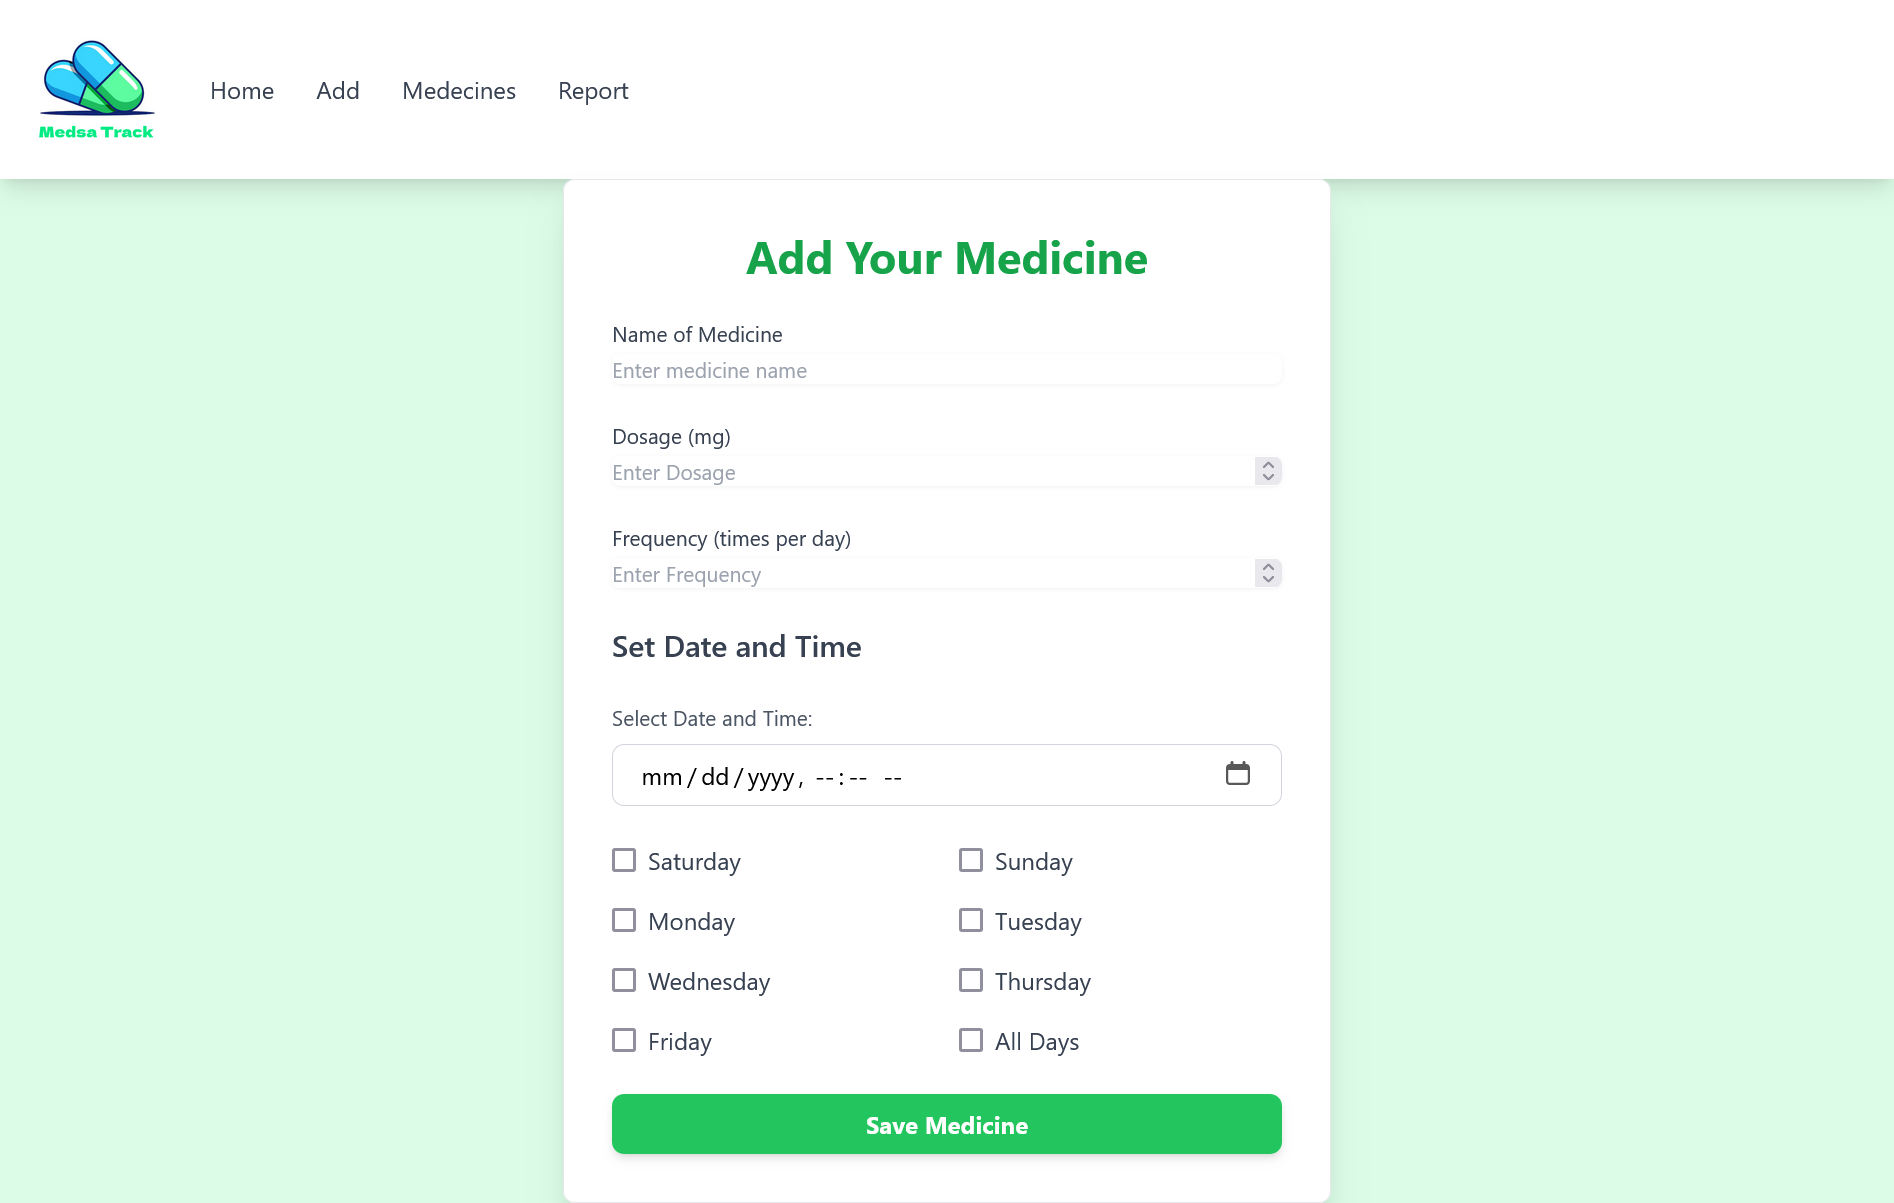 Medsa Track
Home Add Medecines Report
Add Your Medicine
Name of Medicine
Enter medicine name
Dosage (mg)
Enter Dosage
Frequency (times per day)
Enter Frequency
Set Date and Time
Select Date and Time:
mm/dd/yyyy, --:-- --
Saturday Sunday
Monday Tuesday
Wednesday Thursday
Friday All Days
Save Medicine